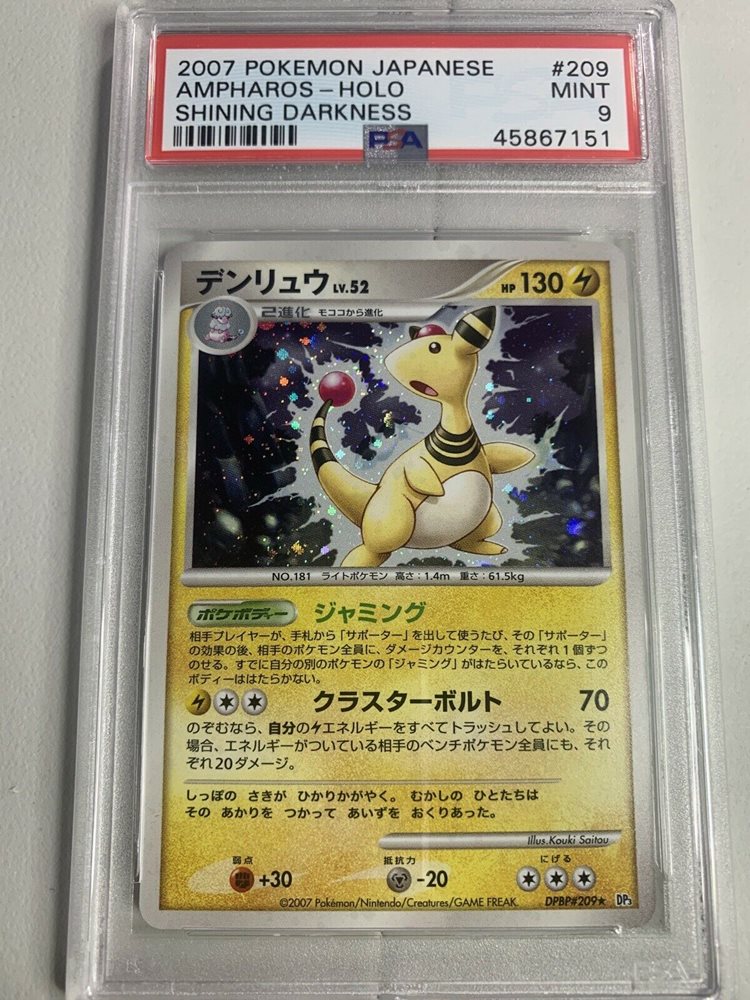 2007 POKEMON JAPANESE #209
AMPHAROS-HOLO MINT
SHINING DARKNESS 9
PSA 45867151
デンリュウ LV.52 HP 130
2進化 モココから進化
NO.181 ライトポケモン 高さ:1.4m 重さ:61.5kg
ポケボディー ジャミング
相手プレイヤーが、手札から「サポーター」を出して使うたび、その「サポーター」
の効果の後、相手のポケモン全員に、ダメージカウンターを、それぞれ1個ずつ
のせる。すでに自分の別のポケモンの「ジャミング」がはたらいているなら、この
ボディーははたらかない。
クラスターボルト 70
のぞむなら、自分のエネルギーをすべてトラッシュしてよい。その
場合、エネルギーがついている相手のベンチポケモン全員にも、それ
ぞれ20ダメージ。
しっぽの さきが ひかりかがやく。 むかしの ひとたちは
その あかりを つかって あいずを おくりあった。
Illus.Kouki Saitou
弱点 抵抗力 にげる
+30 -20
©2007 Pokémon/Nintendo/Creatures/GAME FREAK. DPBP#209★ DP3